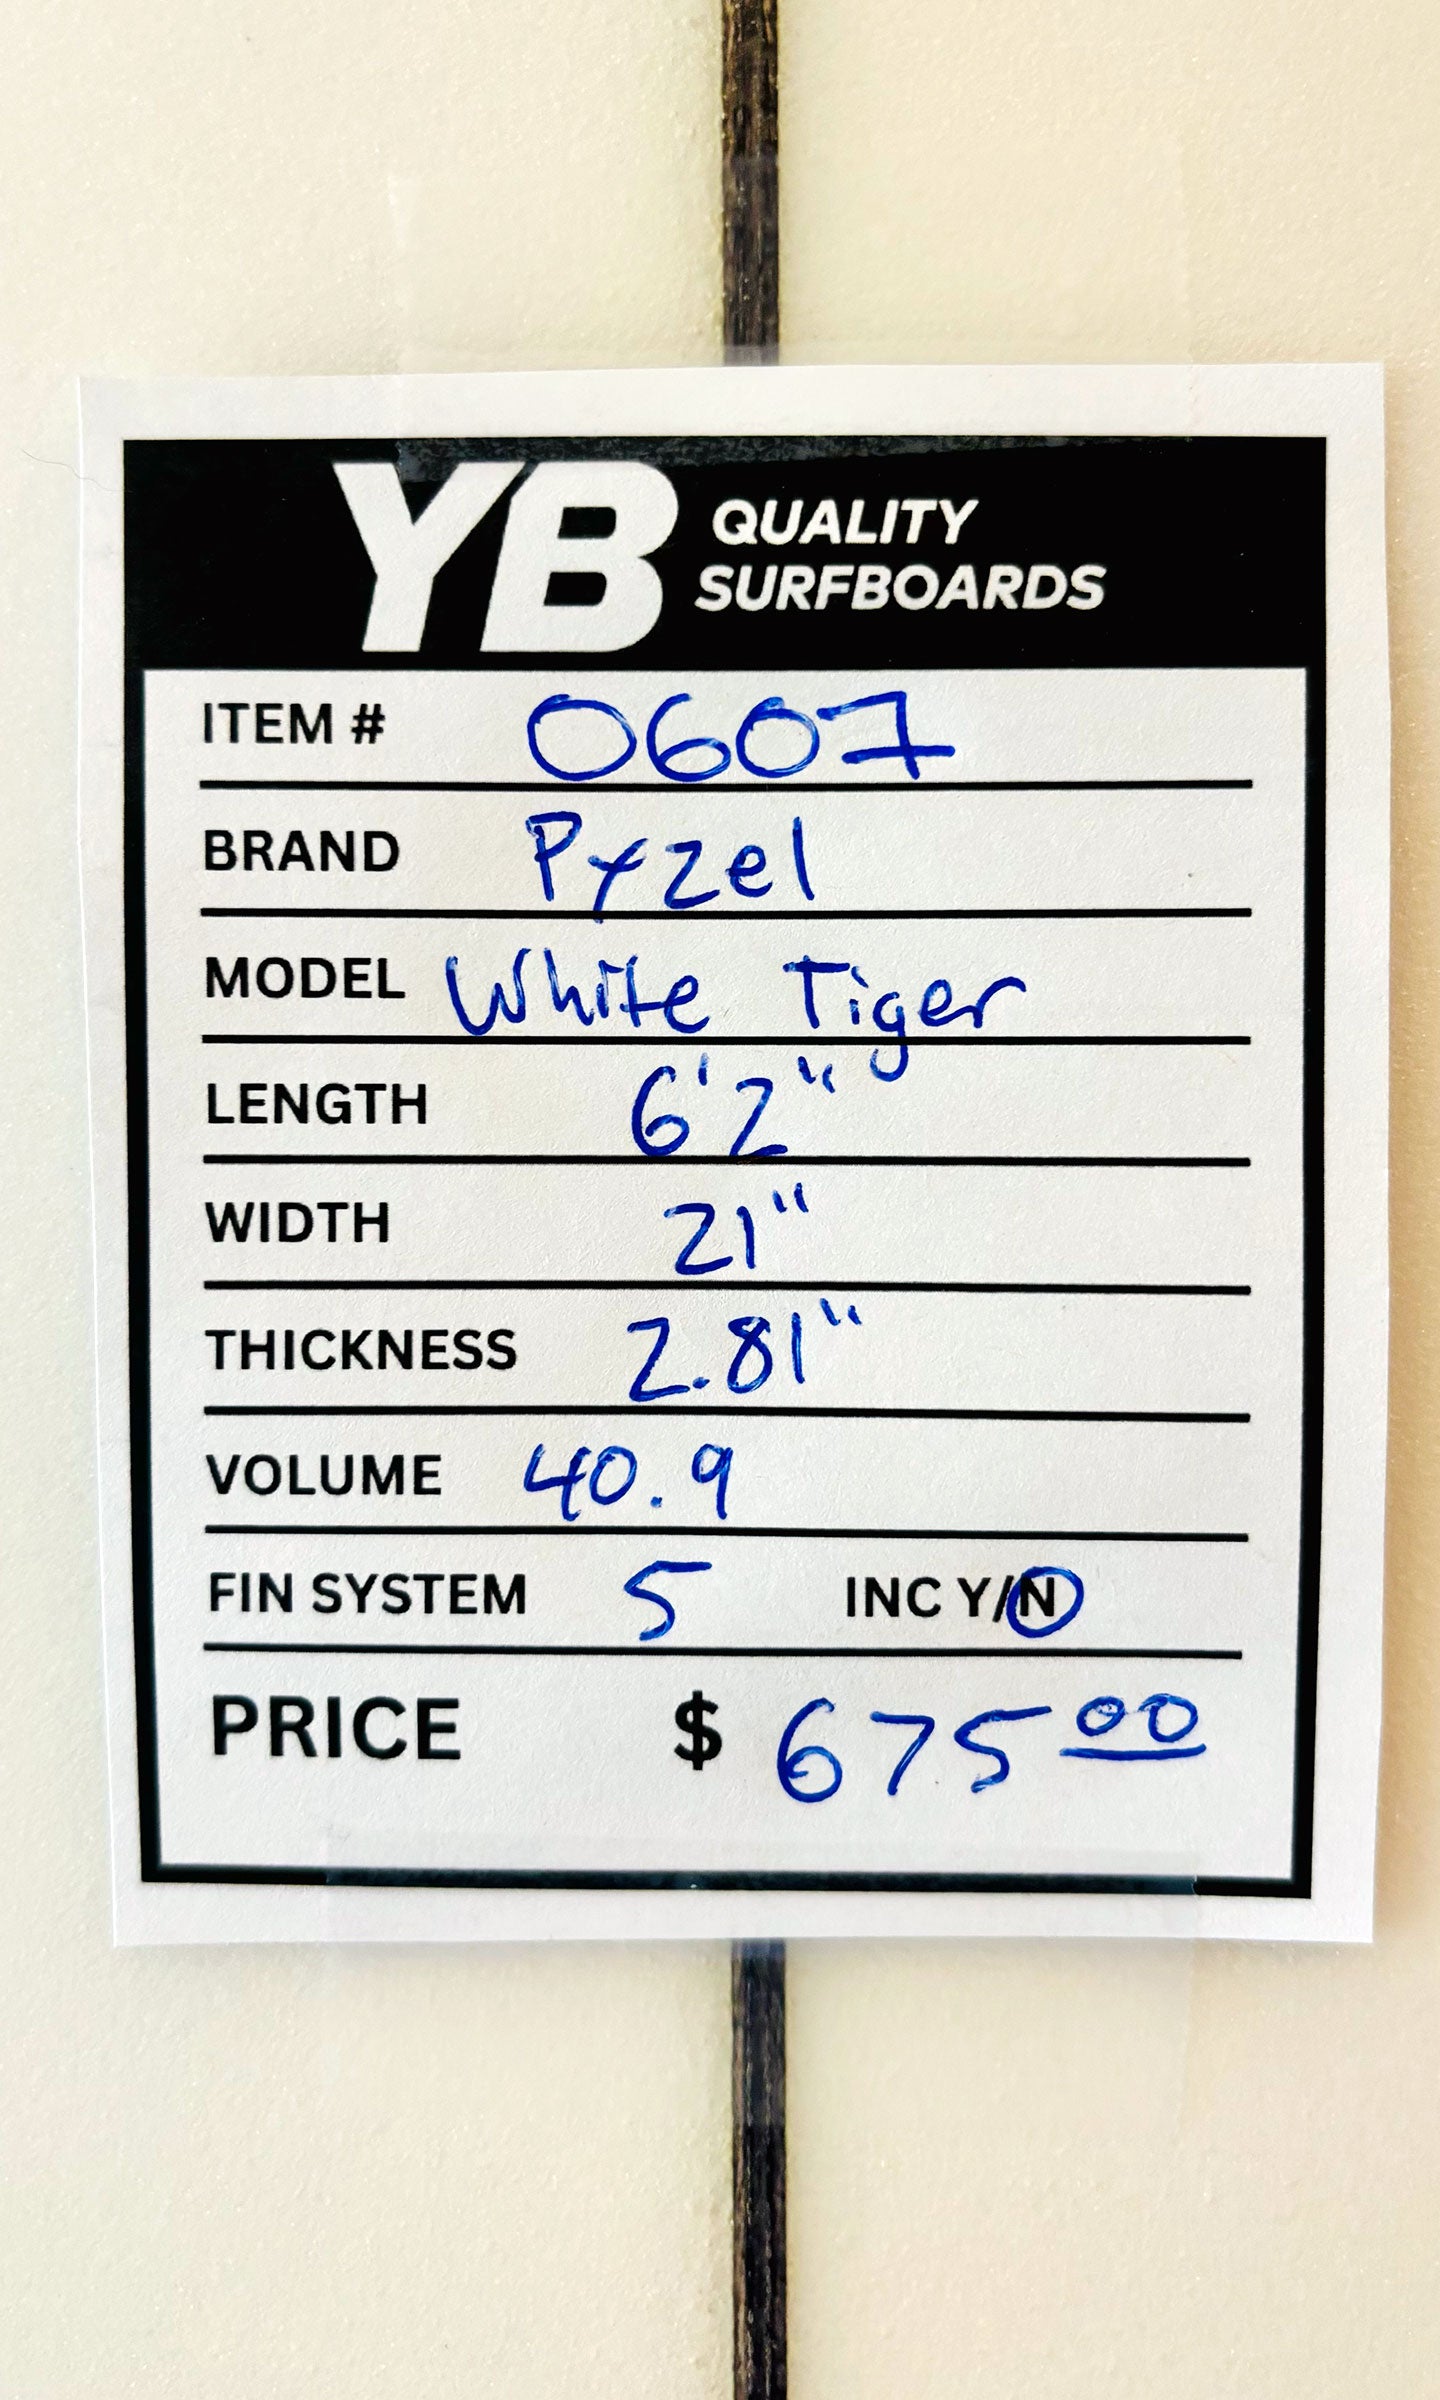 YB QUALITY
SURFBOARDS
ITEM # 0607
BRAND Pyzel
MODEL White Tiger
LENGTH 6'2"
WIDTH 21"
THICKNESS 2.81"
VOLUME 40.9
FIN SYSTEM 5 INC Y/N
PRICE $ 675 00